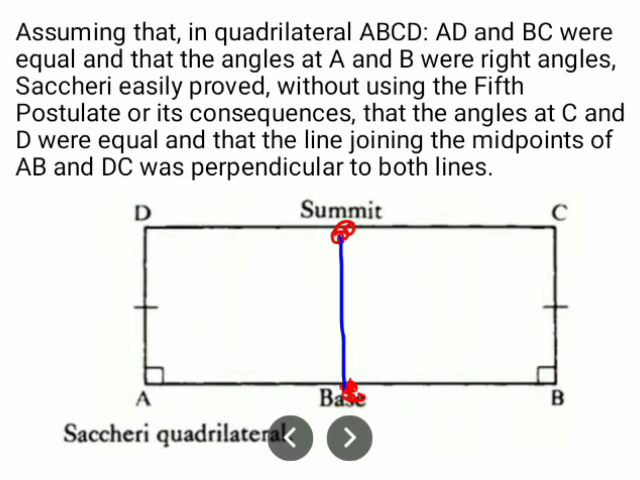 Assuming that, in quadrilateral ABCD: AD and BC were
equal and that the angles at A and B were right angles,
Saccheri easily proved, without using the Fifth
Postulate or its consequences, that the angles at C and
D were equal and that the line joining the midpoints of
AB and DC was perpendicular to both lines.
D Summit C
A Base B
Saccheri quadrilateral